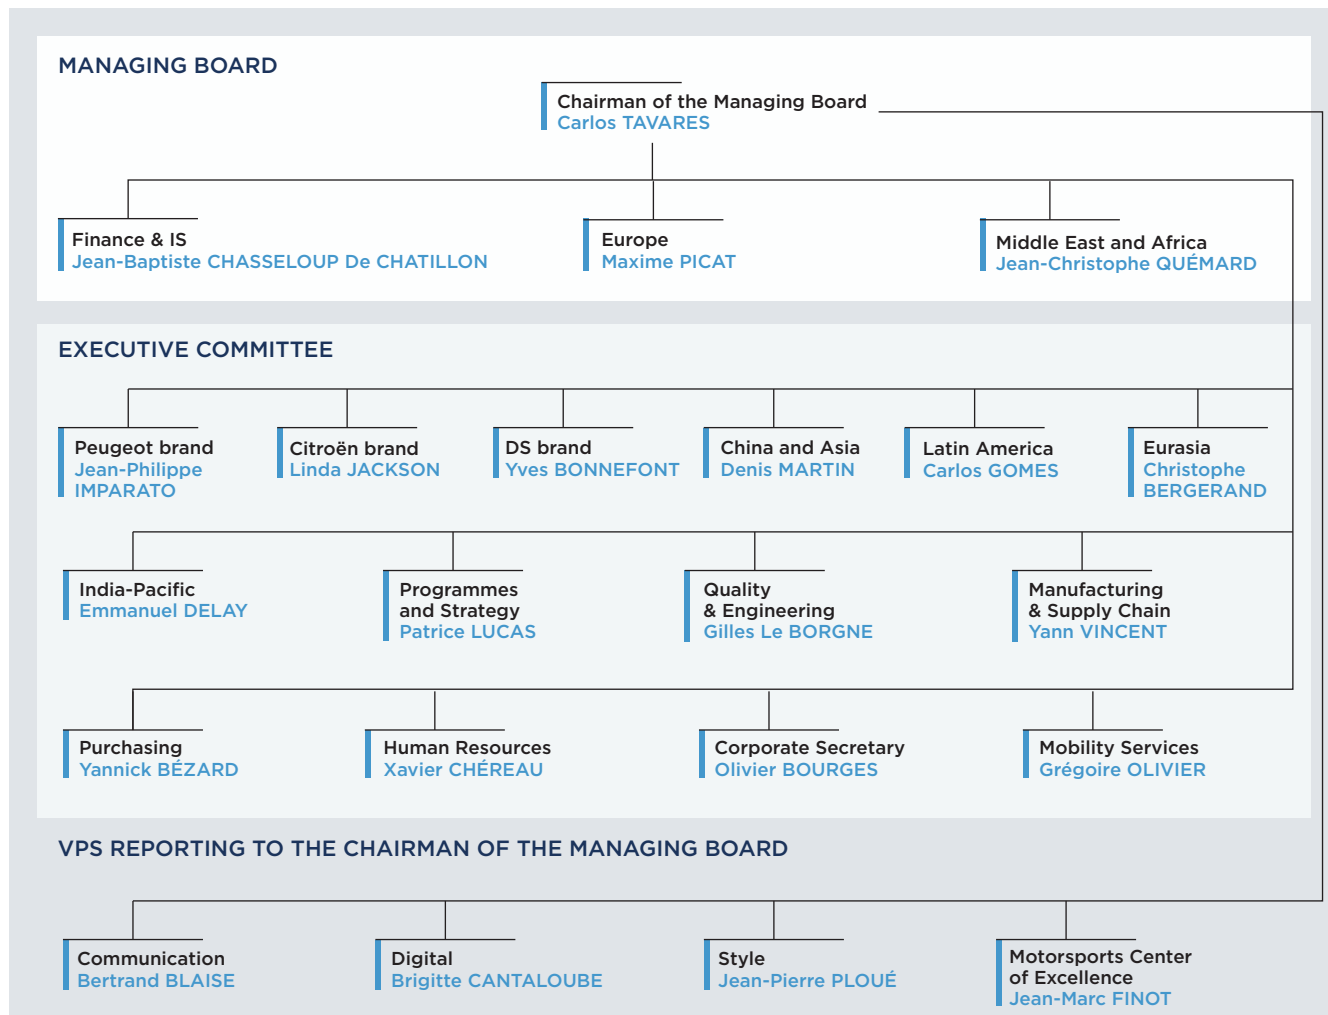 MANAGING BOARD
Chairman of the Managing Board
Carlos TAVARES
Finance & IS
Jean-Baptiste CHASSELOUP De CHATILLON
Europe
Maxime PICAT
Middle East and Africa
Jean-Christophe QUÉMARD
EXECUTIVE COMMITTEE
Peugeot brand
Jean-Philippe
IMPARATO
Citroën brand
Linda JACKSON
DS brand
Yves BONNEFONT
China and Asia
Denis MARTIN
Latin America
Carlos GOMES
Eurasia
Christophe
BERGERAND
India-Pacific
Emmanuel DELAY
Programmes
and Strategy
Patrice LUCAS
Quality
& Engineering
Gilles Le BORGNE
Manufacturing
& Supply Chain
Yann VINCENT
Purchasing
Yannick BÉZARD
Human Resources
Xavier CHÉREAU
Corporate Secretary
Olivier BOURGES
Mobility Services
Grégoire OLIVIER
VPS REPORTING TO THE CHAIRMAN OF THE MANAGING BOARD
Communication
Bertrand BLAISE
Digital
Brigitte CANTALOUBE
Style
Jean-Pierre PLOUÉ
Motorsports Center
of Excellence
Jean-Marc FINOT